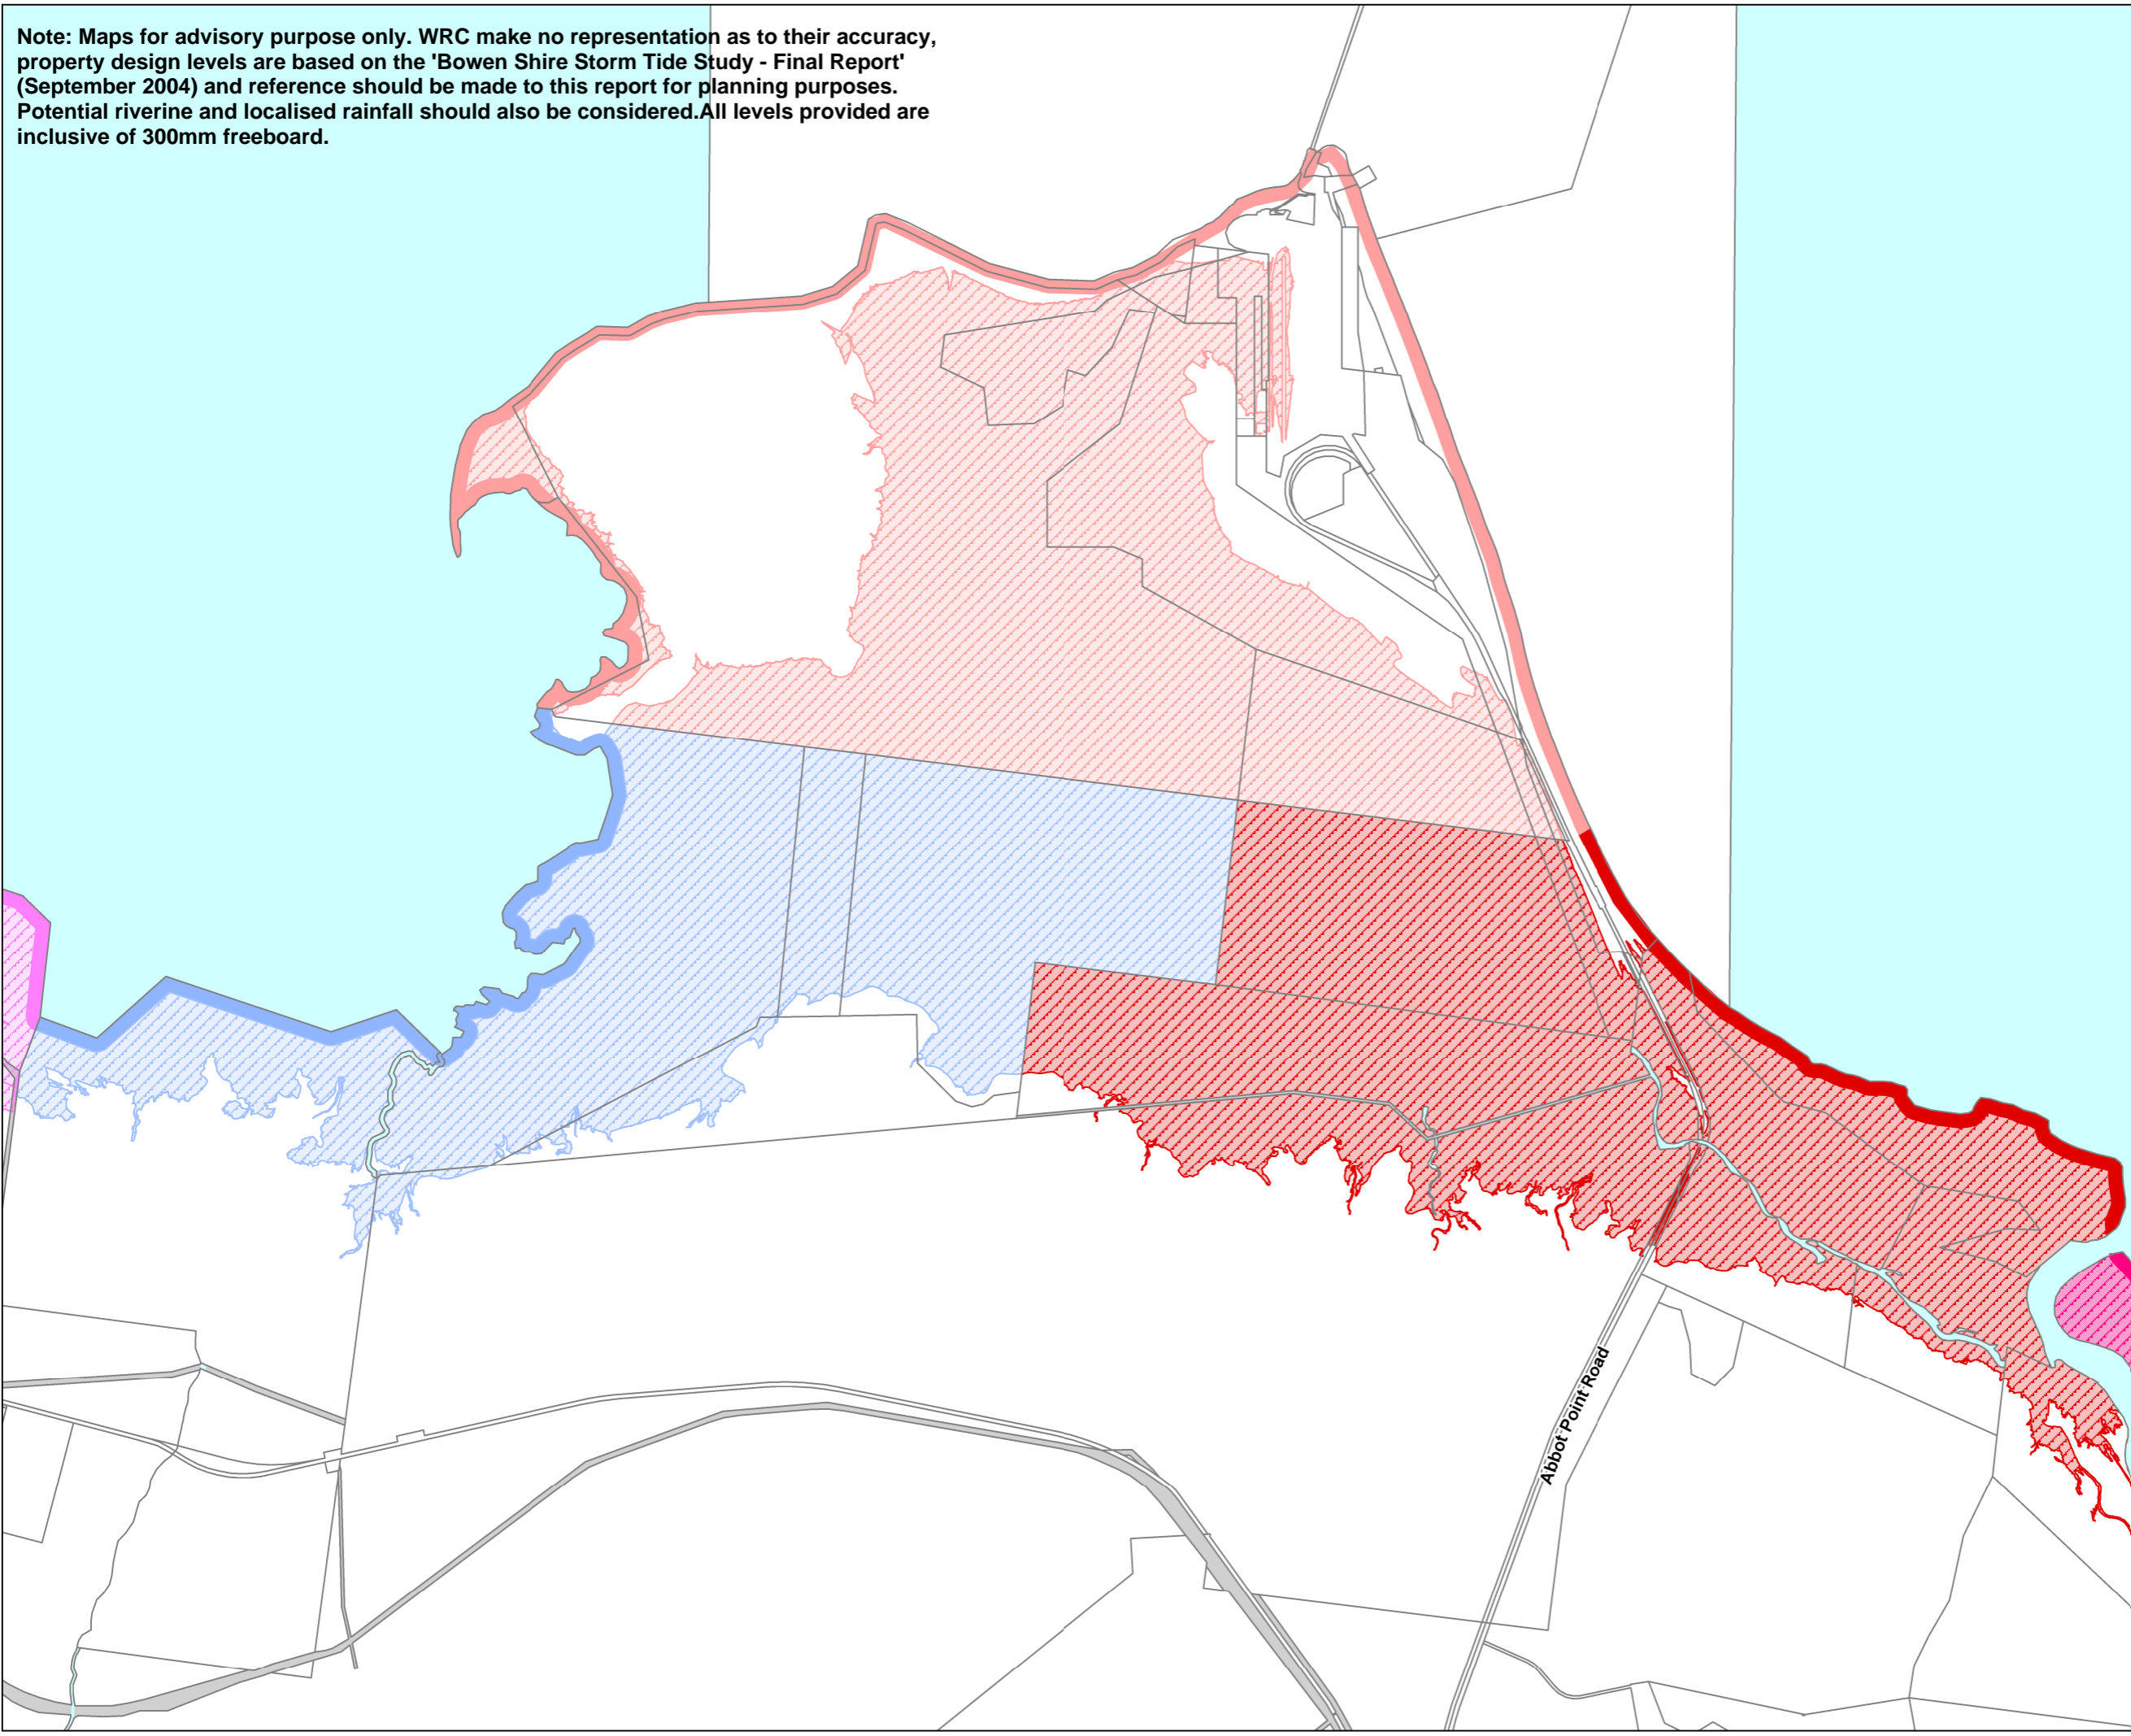 Note: Maps for advisory purpose only. WRC make no representation as to their accuracy,
property design levels are based on the 'Bowen Shire Storm Tide Study - Final Report'
(September 2004) and reference should be made to this report for planning purposes.
Potential riverine and localised rainfall should also be considered.All levels provided are
inclusive of 300mm freeboard.
Abbot Point Road